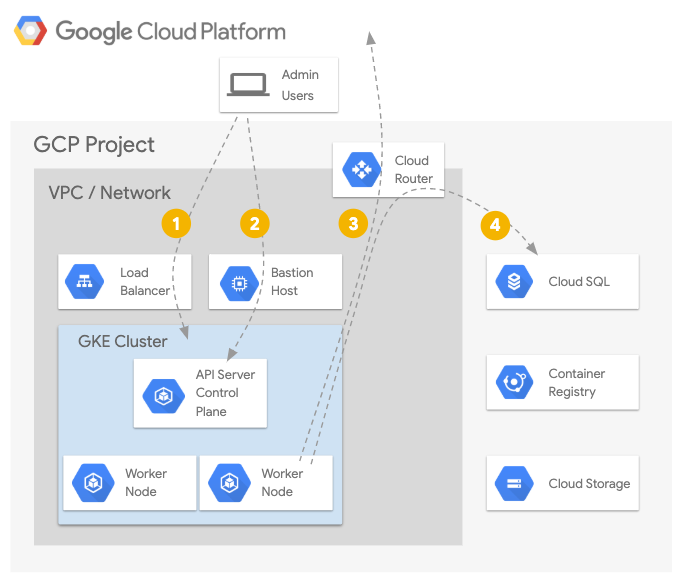 Google Cloud Platform
Admin
Users
GCP Project
Cloud
Router
VPC / Network
1
2
3
4
Load
Balancer
Bastion
Host
Cloud SQL
GKE Cluster
API Server
Control
Plane
Container
Registry
Worker
Node
Worker
Node
Cloud Storage